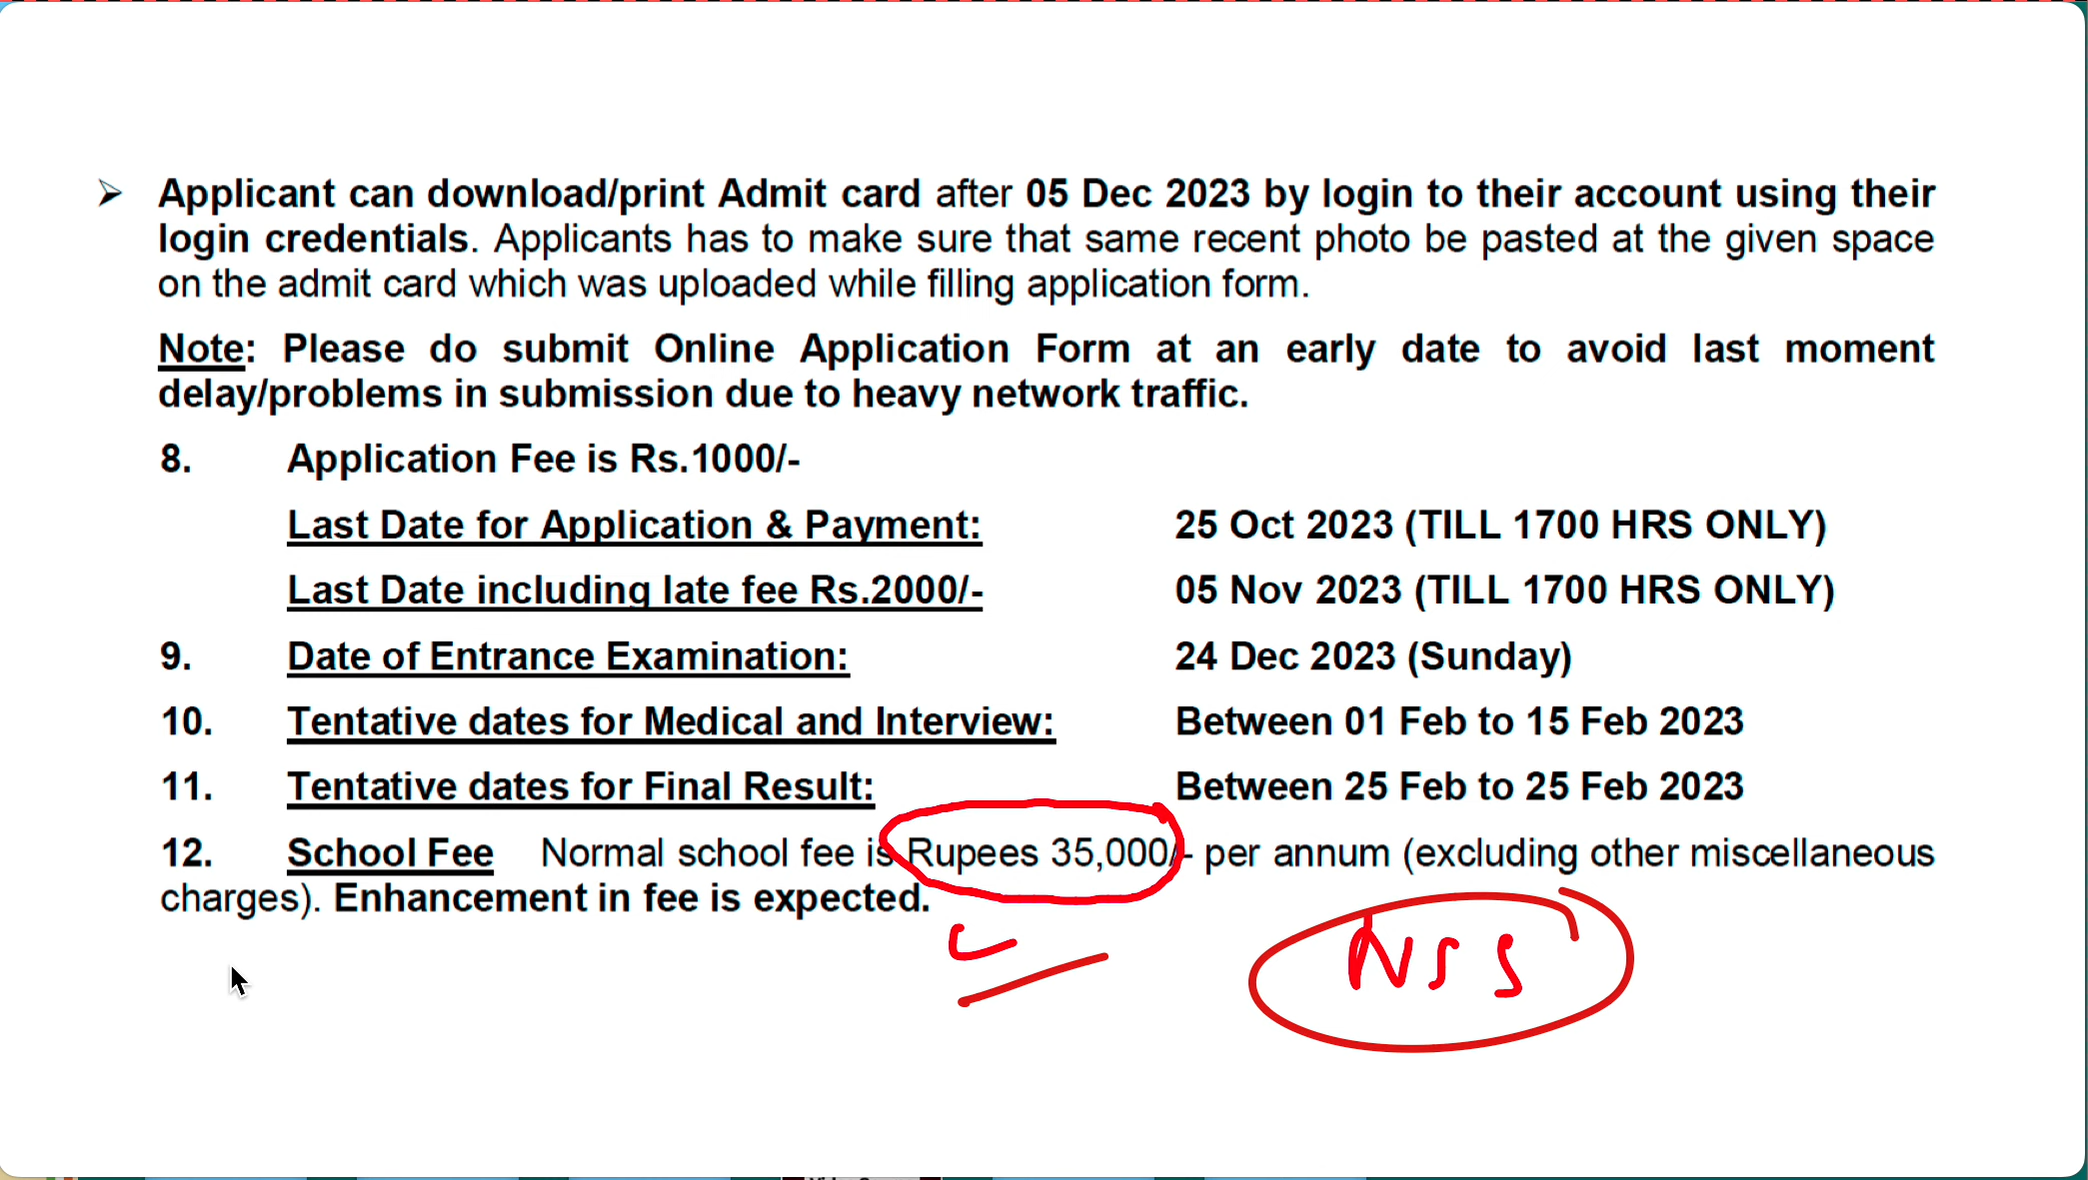 ➢ Applicant can download/print Admit card after 05 Dec 2023 by login to their account using their
login credentials. Applicants has to make sure that same recent photo be pasted at the given space
on the admit card which was uploaded while filling application form.
Note: Please do submit Online Application Form at an early date to avoid last moment
delay/problems in submission due to heavy network traffic.
8. Application Fee is Rs.1000/-
Last Date for Application & Payment: 25 Oct 2023 (TILL 1700 HRS ONLY)
Last Date including late fee Rs.2000/- 05 Nov 2023 (TILL 1700 HRS ONLY)
9. Date of Entrance Examination: 24 Dec 2023 (Sunday)
10. Tentative dates for Medical and Interview: Between 01 Feb to 15 Feb 2023
11. Tentative dates for Final Result: Between 25 Feb to 25 Feb 2023
12. School Fee Normal school fee is Rupees 35,000/- per annum (excluding other miscellaneous
charges). Enhancement in fee is expected.
NSS